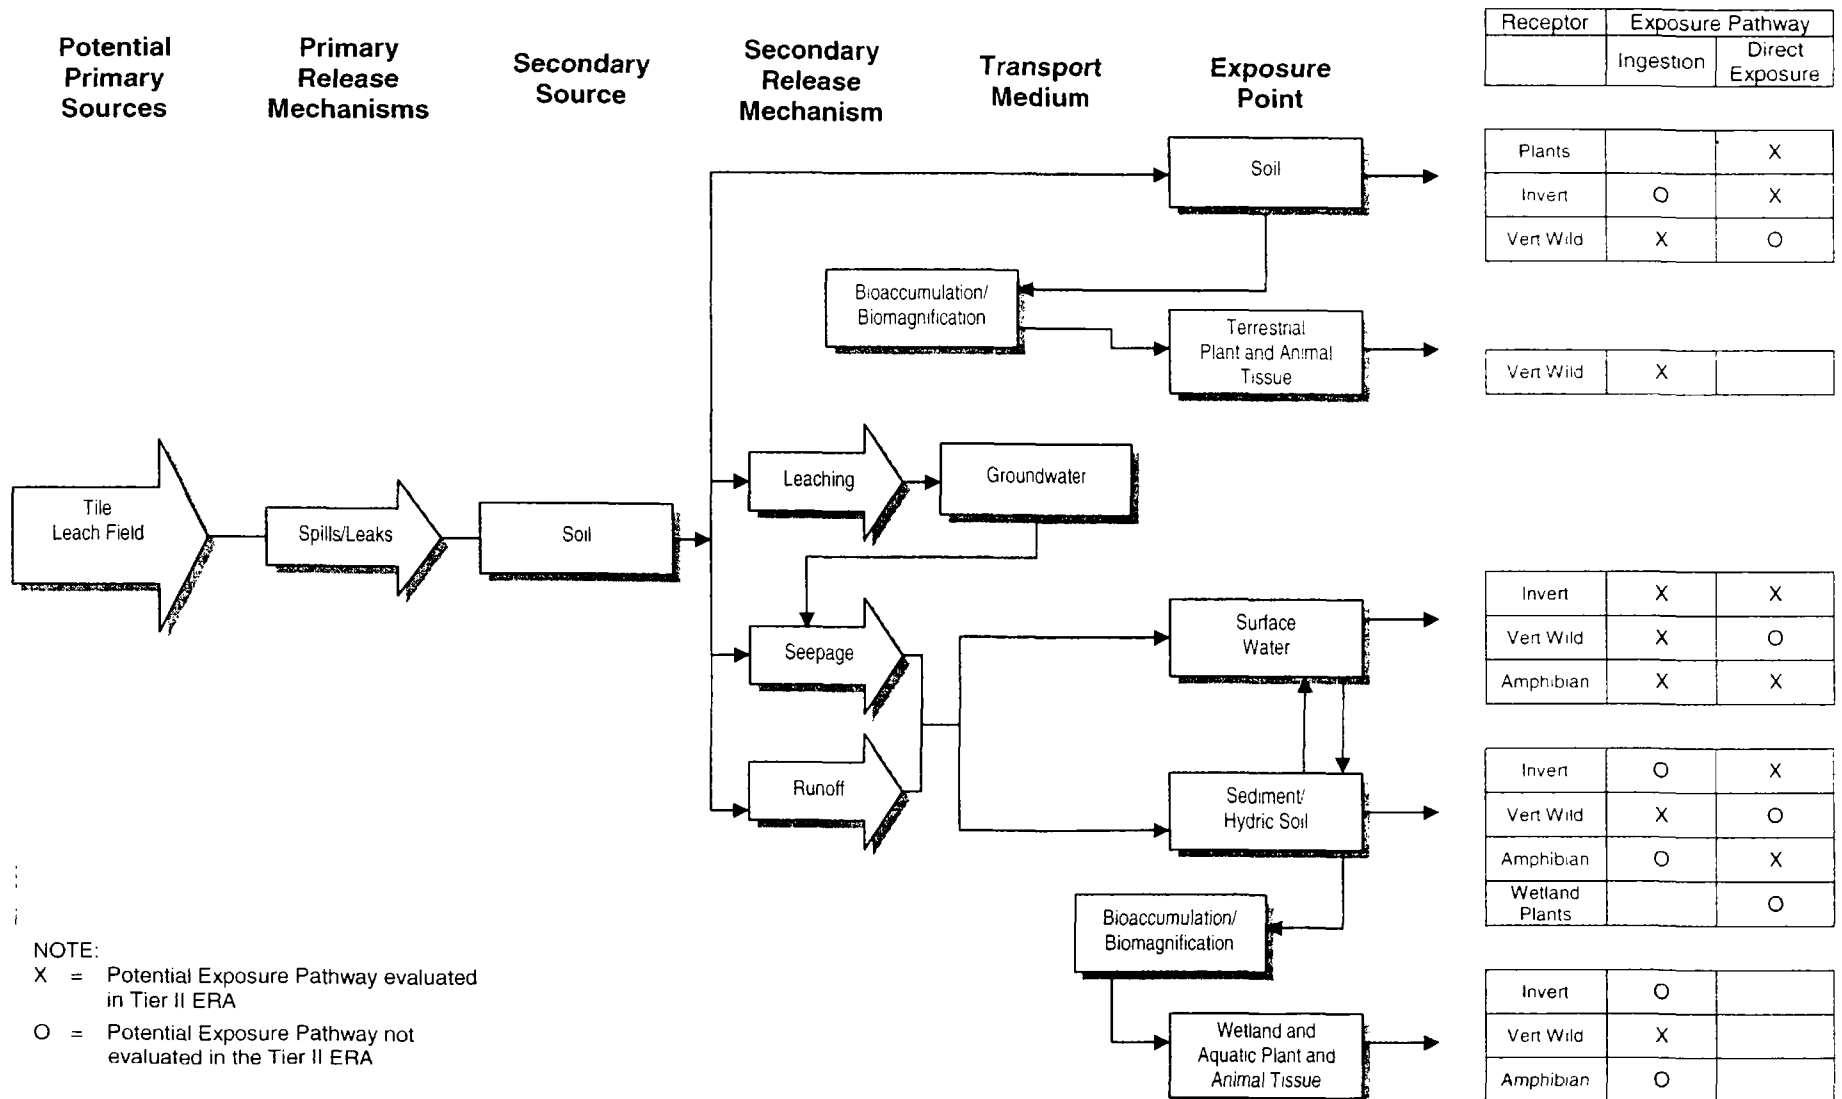 Potential
Primary
Sources
Primary
Release
Mechanisms
Secondary
Source
Secondary
Release
Mechanism
Transport
Medium
Exposure
Point
Receptor Exposure Pathway
Ingestion Direct
Exposure
Soil
Plants X
Invert O X
Vert Wild X O
Bioaccumulation/
Biomagnification
Terrestrial
Plant and Animal
Tissue
Vert Wild X
Tile
Leach Field
Spills/Leaks
Soil
Leaching
Groundwater
Seepage
Runoff
Surface
Water
Invert X X
Vert Wild X O
Amphibian X X
Sediment/
Hydric Soil
Invert O X
Vert Wild X O
Amphibian O X
Wetland
Plants O
Bioaccumulation/
Biomagnification
Wetland and
Aquatic Plant and
Animal Tissue
Invert O
Vert Wild X
Amphibian O
NOTE:
X = Potential Exposure Pathway evaluated
in Tier II ERA
O = Potential Exposure Pathway not
evaluated in the Tier II ERA